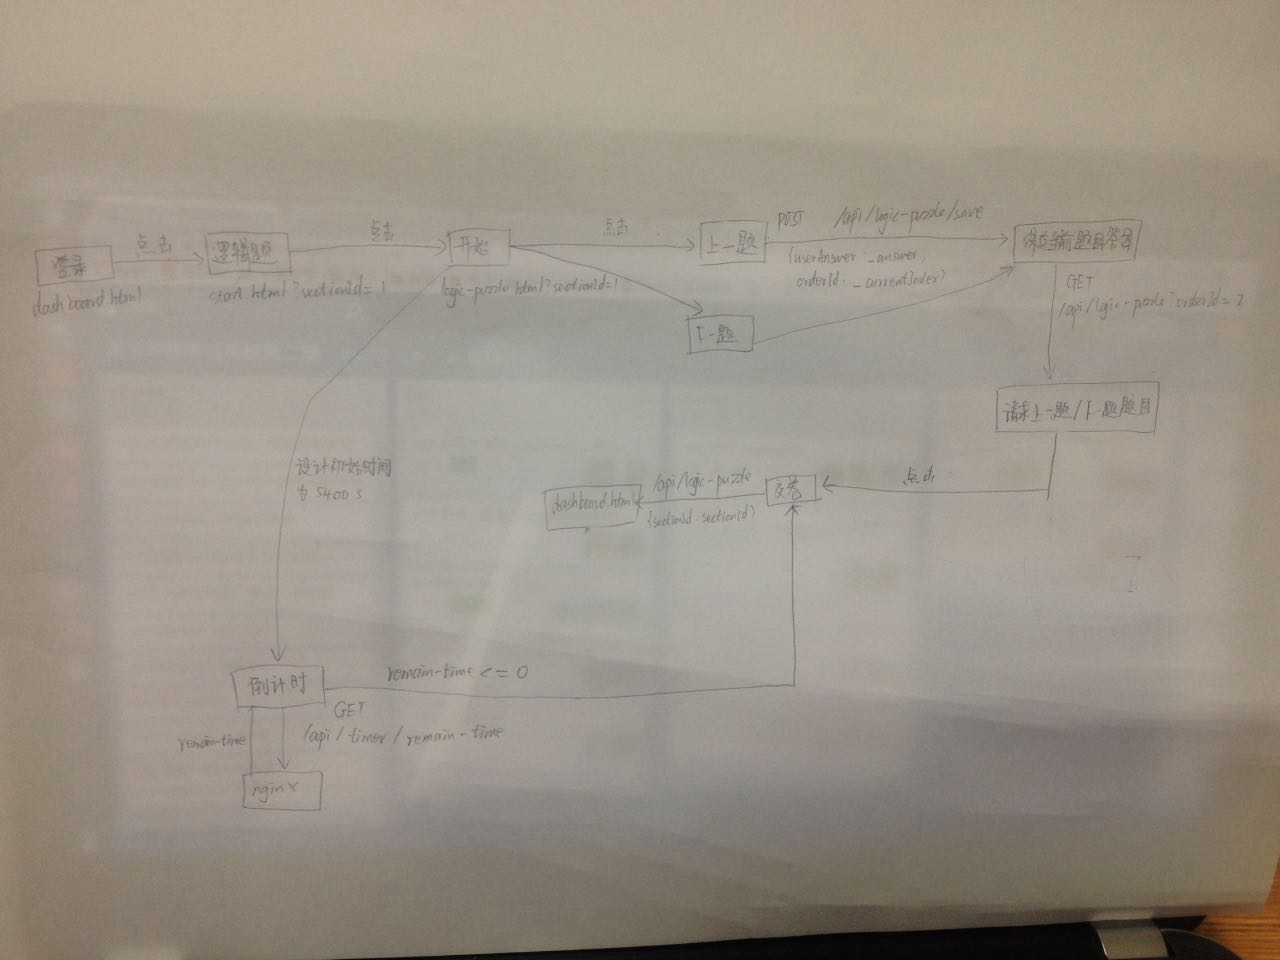 登录
点击
逻辑题
点击
开始
点击
上一题
POST /api/logic-puzzle/save
保存当前题目答案
dashboard.html
start.html?sectionId=1
logic-puzzle.html?sectionId=1
{userAnswer:_answer,
orderId:_currentIndex}
GET
/api/logic-puzzle?orderId=2
下一题
请求上一题/下一题题目
设计初始时间
为5400s
dashboard.html
/api/logic-puzzle
{sectionId:sectionId}
交卷
点击
倒计时
remain-time<=0
GET
/api/timer/remain-time
remain-time
nginx